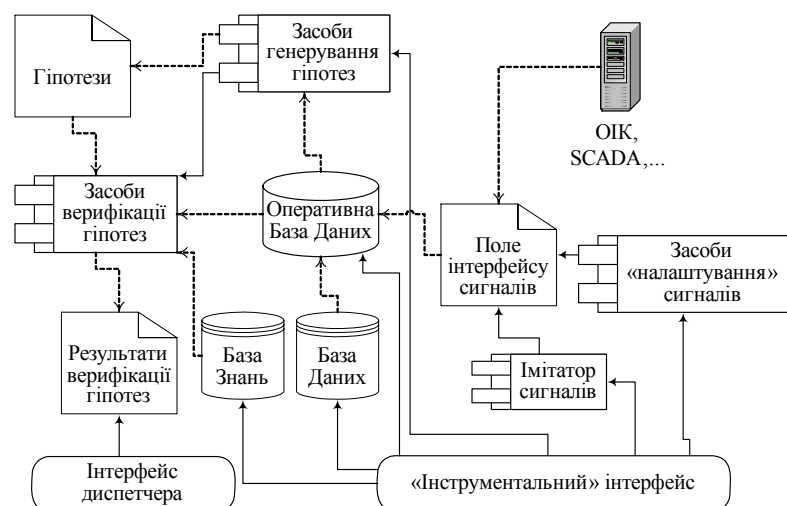 Засоби
генерування
гіпотез
Гіпотези
ОІК,
SCADA,...
Засоби
верифікації
гіпотез
Оперативна
База Даних
Поле
інтерфейсу
сигналів
Засоби
«налаштування»
сигналів
Результати
верифікації
гіпотез
База
Знань
База
Даних
Імітатор
сигналів
Інтерфейс
диспетчера
«Інструментальний» інтерфейс